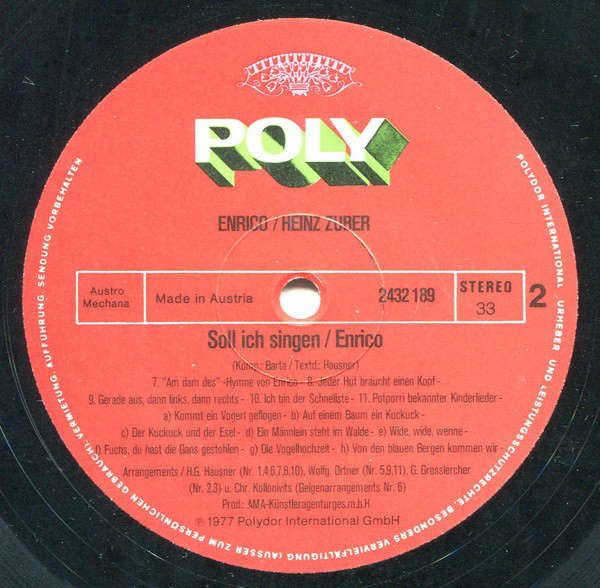 POLY
ENRICO / HEINZ ZUBER
Austro
Mechana
Made in Austria
2432 189
STEREO
33
2
Soll ich singen / Enrico
(Komp.: Barta / Textd.: Hausner)
7. "Am dam des" -Hymne von Enrico - 8. Jeder Hut braucht einen Kopf -
9. Gerade aus, dann links, dann rechts - 10. ich bin der Schnellste - 11. Potporri bekannter Kinderlieder -
a) Kommt ein Vogerl geflogen - b) Auf einem Baum ein Kuckuck -
c) Der Kuckuck und der Esel - d) Ein Männlein steht im Walde - e) Wide, wide, wenne -
f) Fuchs, du hast die Gans gestohlen - g) Die Vogelhochzeit - h) Von den blauen Bergen kommen wir -
Arrangements / H.G. Hausner (Nr. 1,4,6,7,8,10), Wolfg. Ortner (Nr. 5,9,11), G. Grosslercher
(Nr. 2,3) u. Chr. Kollonivits (Geigenarrangements Nr. 6)
Prod.: AMA-Künstleragenturges.m.b.H
℗ 1977 Polydor International GmbH
POLYDOR INTERNATIONAL URHEBER UND LEISTUNGSSCHUTZRECHTE, BESONDERS VERVIELFÄLTIGUNG (AUSSER ZUM PERSÖNLICHEN GEBRAUCH), VERMIETUNG, AUFFÜHRUNG, SENDUNG VORBEHALTEN